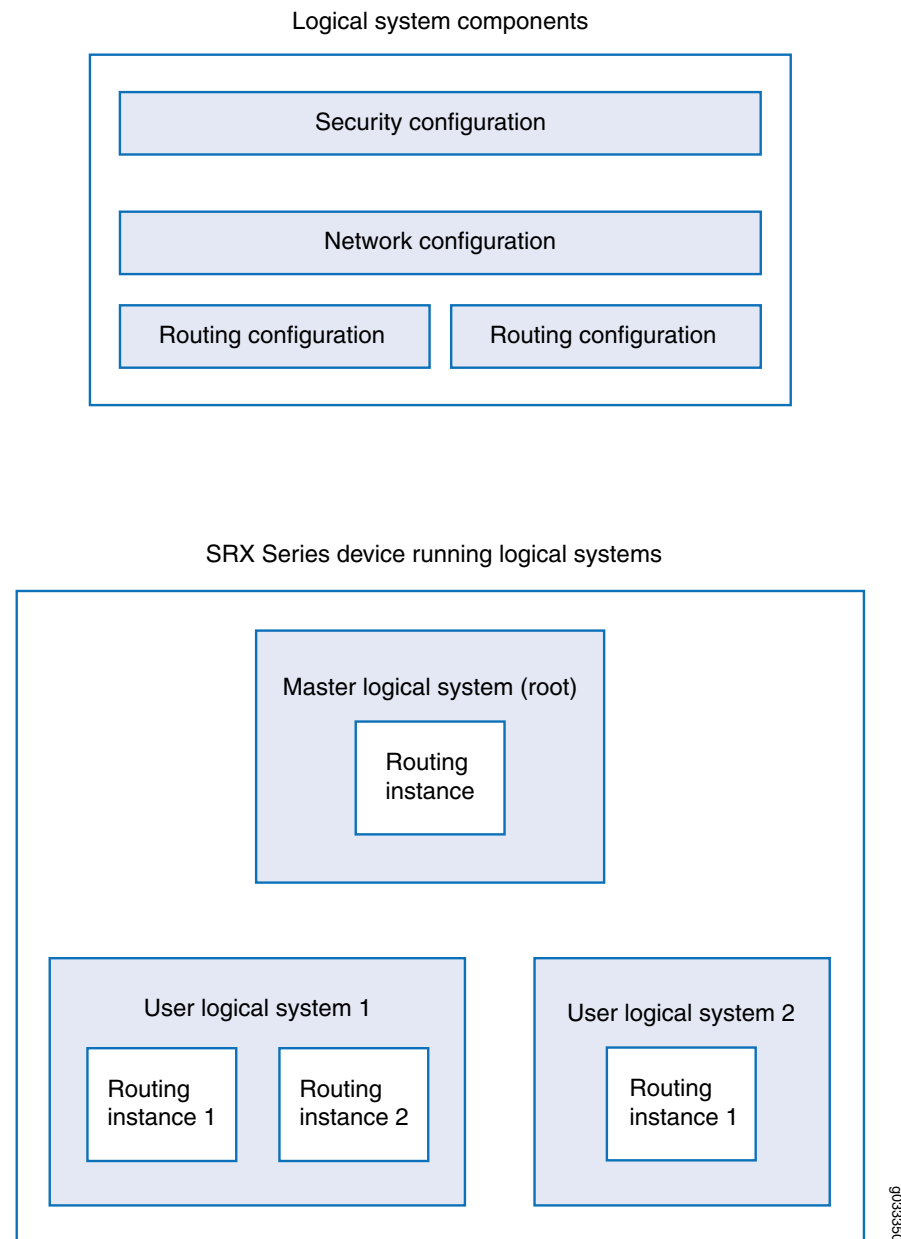 Logical system components
Security configuration
Network configuration
Routing configuration
Routing configuration
SRX Series device running logical systems
Master logical system (root)
Routing
instance
User logical system 1
Routing
instance 1
Routing
instance 2
User logical system 2
Routing
instance 1